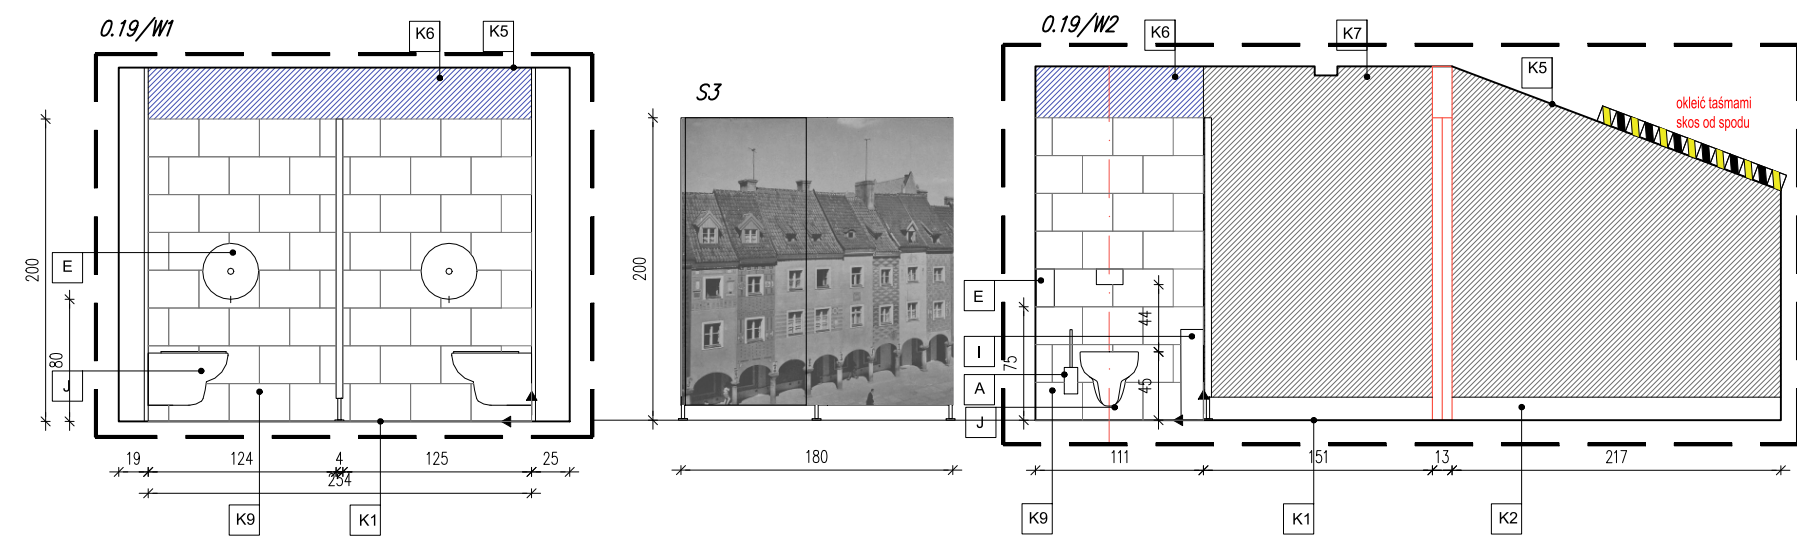 0.19/W1
K6
K5
E
200
80
J
19
124
4
125
25
254
K9
K1
S3
200
180
0.19/W2
K6
K7
K5
okleić taśmami
skos od spodu
E
I
A
J
75
44
45
111
151
13
217
K9
K1
K2